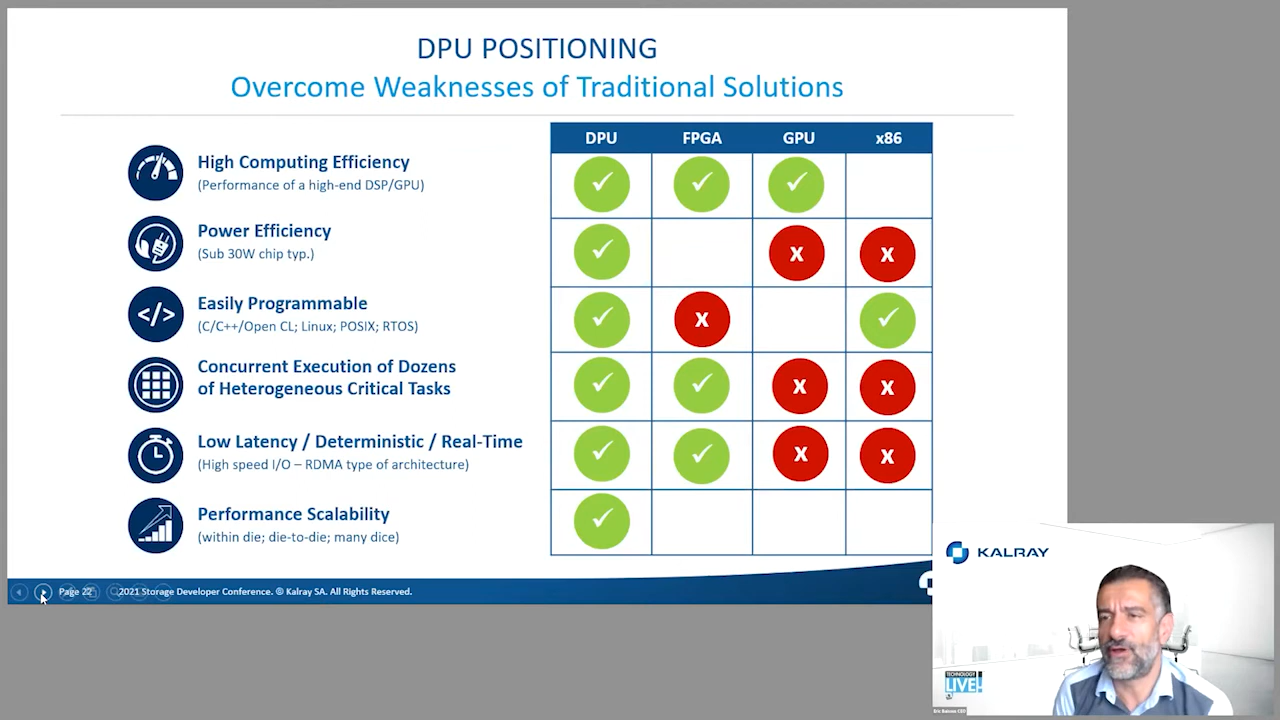 DPU POSITIONING
Overcome Weaknesses of Traditional Solutions
DPU FPGA GPU x86
High Computing Efficiency
(Performance of a high-end DSP/GPU)
Power Efficiency
(Sub 30W chip typ.)
X X
Easily Programmable
(C/C++/Open CL; Linux; POSIX; RTOS)
X
</> 
Concurrent Execution of Dozens
of Heterogeneous Critical Tasks
X X
Low Latency / Deterministic / Real-Time
(High speed I/O – RDMA type of architecture)
X X
Performance Scalability
(within die; die-to-die; many dice)
Page 22
2021 Storage Developer Conference. © Kalray SA. All Rights Reserved.
KALRAY
TECHNOLOGY
LIVE!